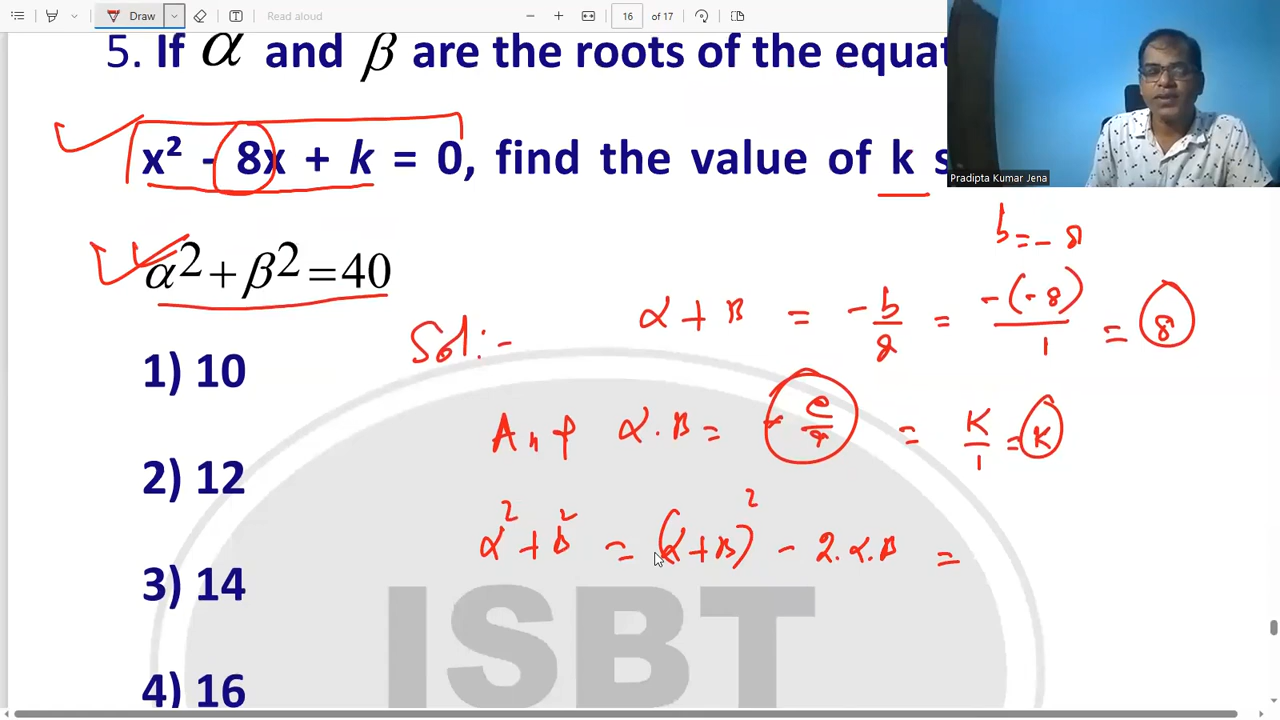 Draw
Read aloud
16 of 17
5. If α and β are the roots of the equat
x² - 8x + k = 0, find the value of k s
Pradipta Kumar Jena
b = - 8
α² + β² = 40
α + β = - b/a = -(-8)/1 = 8
Sol:-
1) 10
And α.β = c/a = K/1 = K
2) 12
α² + β² = (α + β)² - 2.α.β =
3) 14
ISBT
4) 16